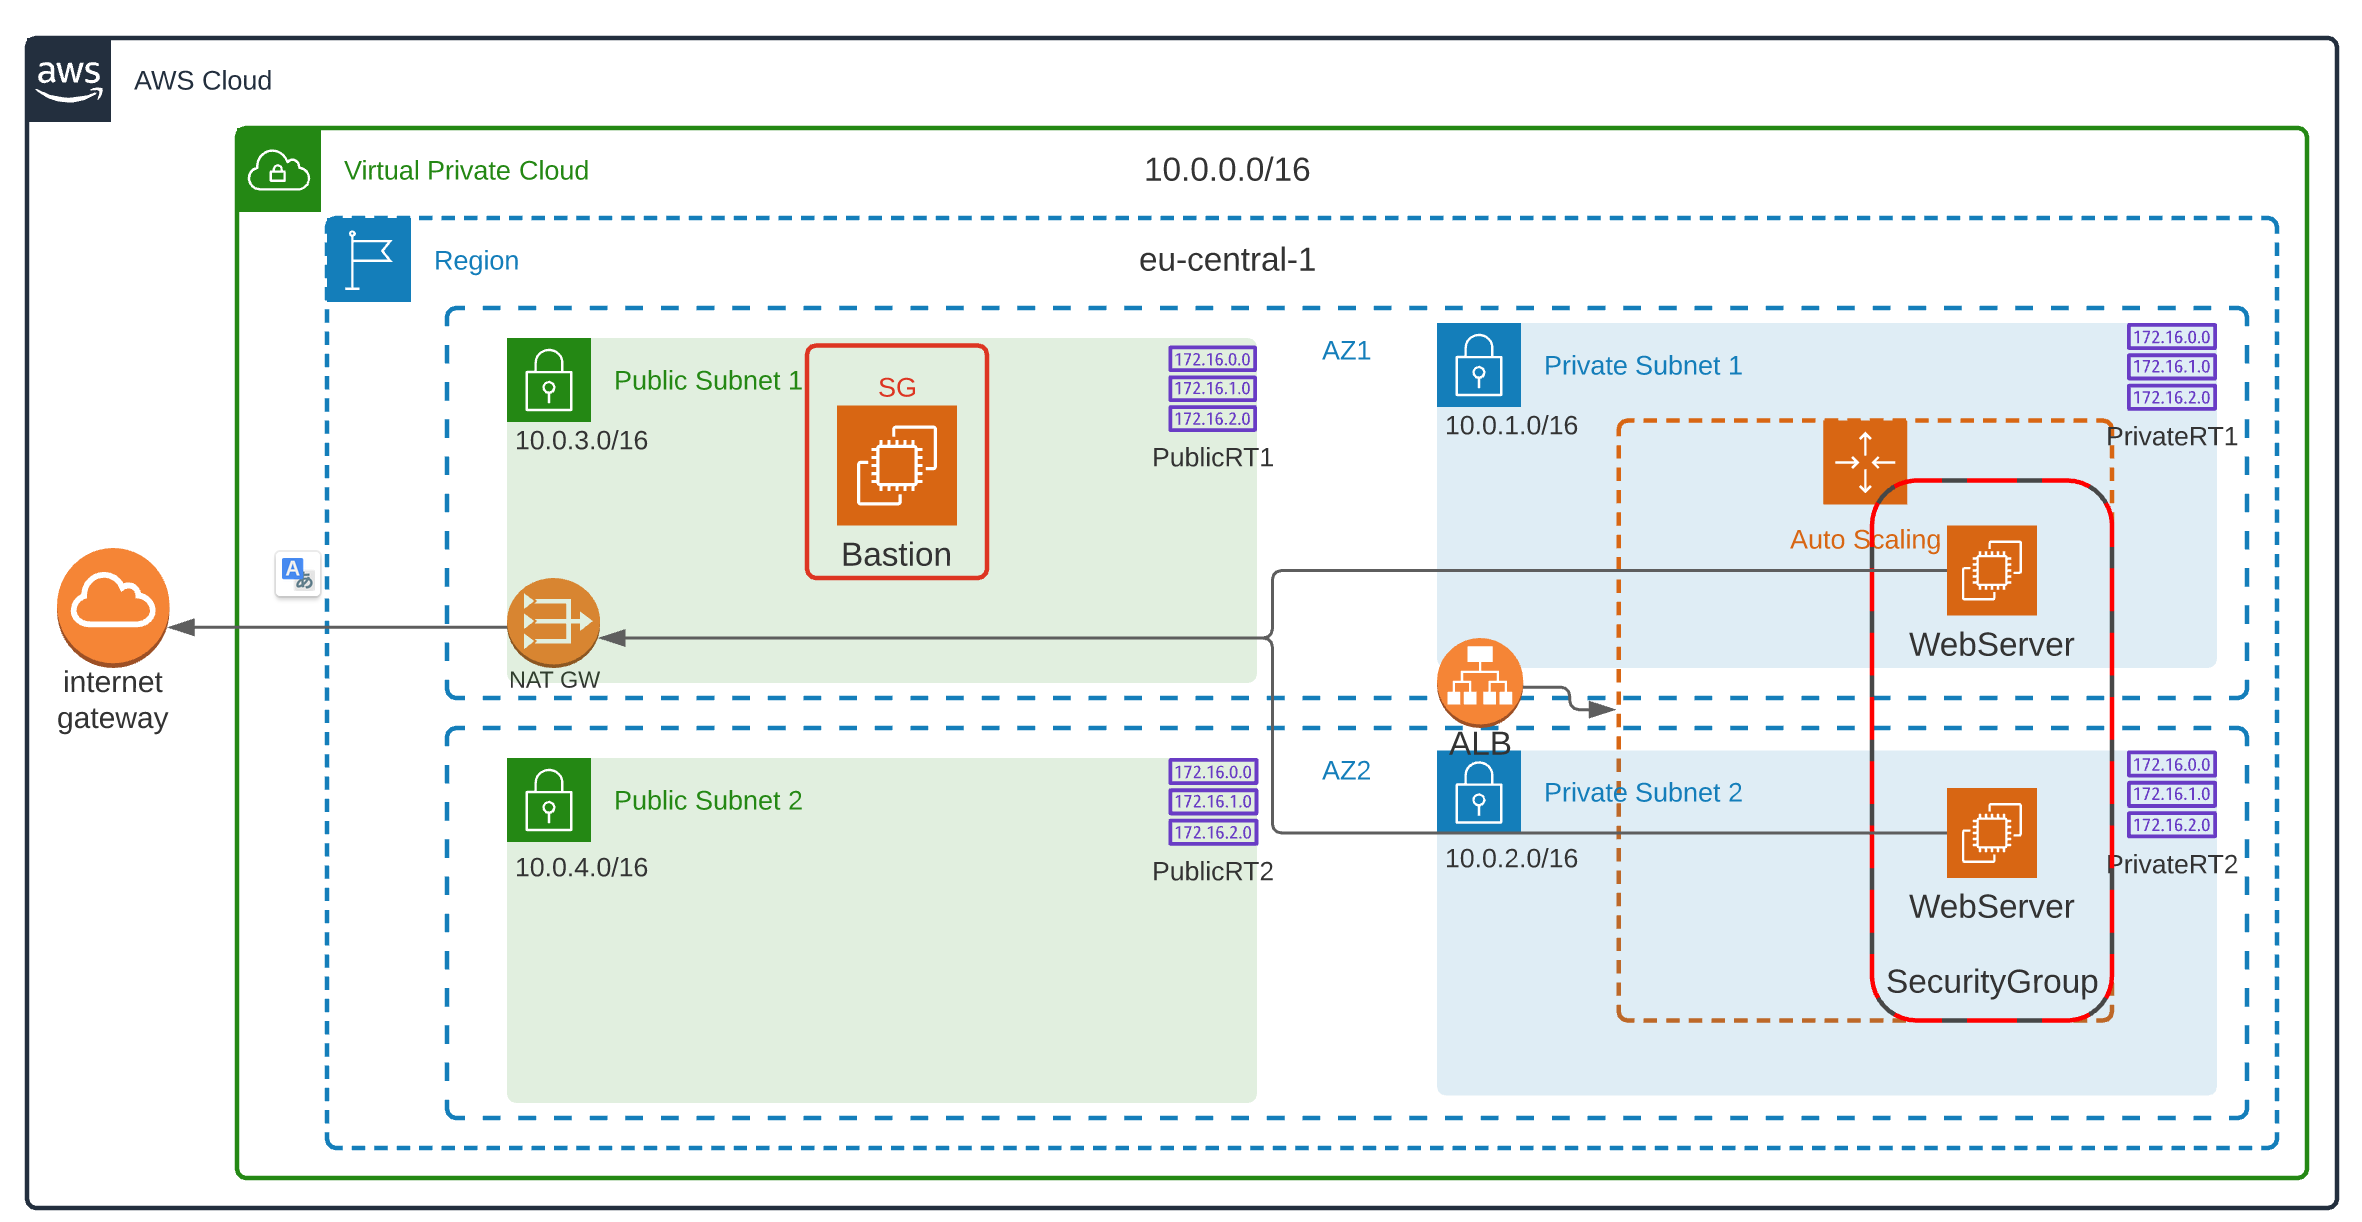 aws
AWS Cloud
Virtual Private Cloud
10.0.0.0/16
Region
eu-central-1
Public Subnet 1
10.0.3.0/16
SG
Bastion
172.16.0.0
172.16.1.0
172.16.2.0
PublicRT1
AZ1
Private Subnet 1
10.0.1.0/16
172.16.0.0
172.16.1.0
172.16.2.0
PrivateRT1
Auto Scaling
WebServer
A
あ
internet
gateway
NAT GW
ALB
Public Subnet 2
10.0.4.0/16
172.16.0.0
172.16.1.0
172.16.2.0
PublicRT2
AZ2
Private Subnet 2
10.0.2.0/16
172.16.0.0
172.16.1.0
172.16.2.0
PrivateRT2
WebServer
SecurityGroup